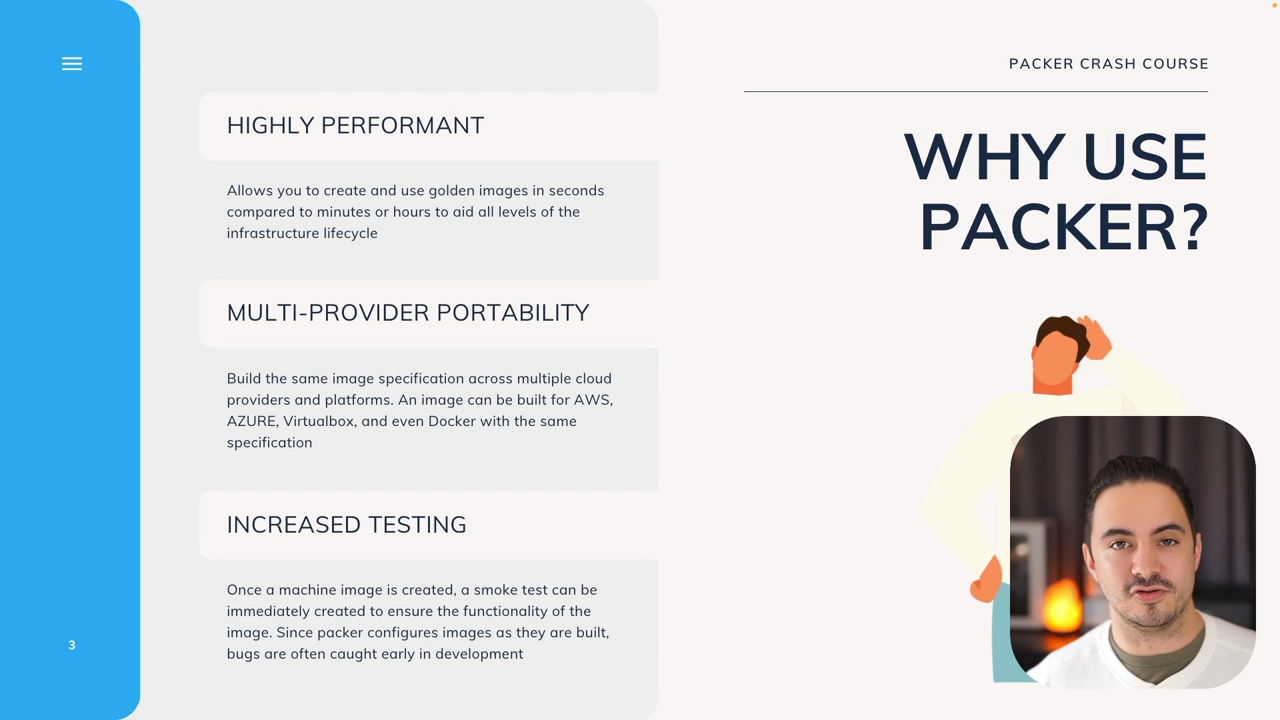 PACKER CRASH COURSE
WHY USE
PACKER?
HIGHLY PERFORMANT
Allows you to create and use golden images in seconds
compared to minutes or hours to aid all levels of the
infrastructure lifecycle
MULTI-PROVIDER PORTABILITY
Build the same image specification across multiple cloud
providers and platforms. An image can be built for AWS,
AZURE, Virtualbox, and even Docker with the same
specification
INCREASED TESTING
Once a machine image is created, a smoke test can be
immediately created to ensure the functionality of the
image. Since packer configures images as they are built,
bugs are often caught early in development
3